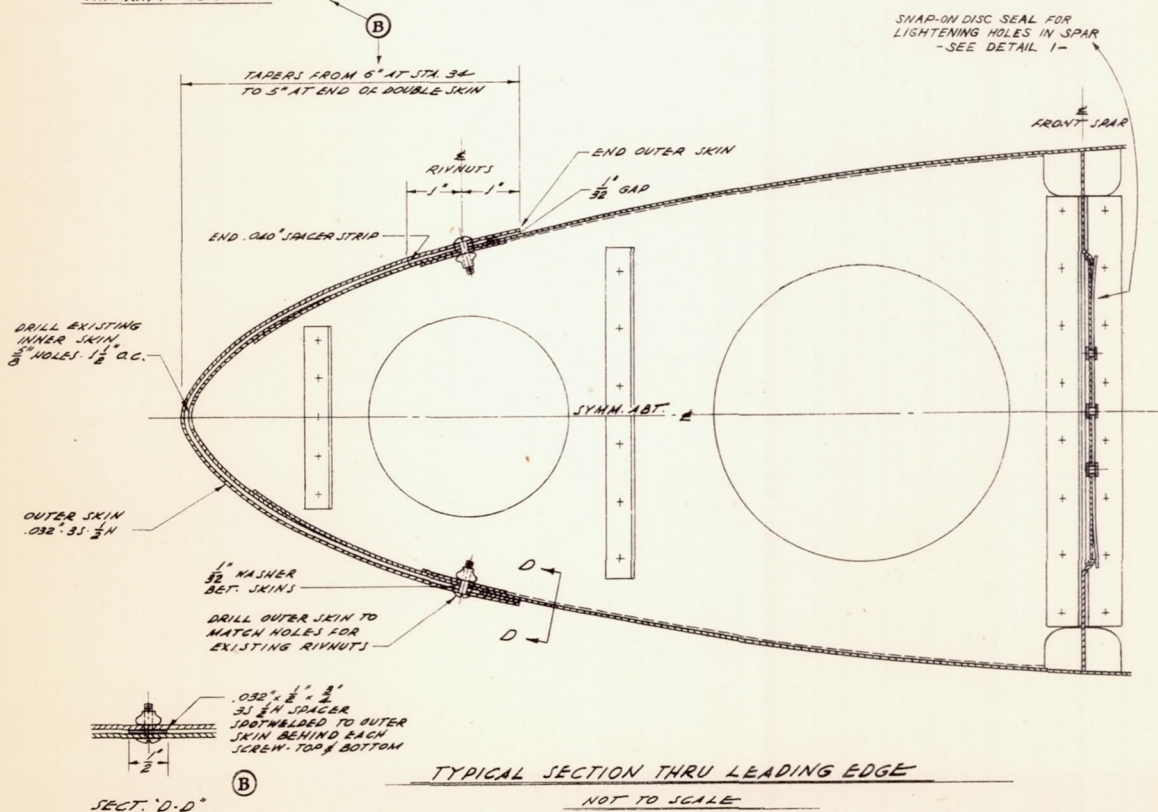 B
SNAP-ON DISC SEAL FOR
LIGHTENING HOLES IN SPAR
-SEE DETAIL 1-
TAPERS FROM 6" AT STA. 34
TO 5" AT END OF DOUBLE SKIN
℄
FRONT SPAR
℄
RIVNUTS
1" 1"
END OUTER SKIN
1/32" GAP
END .040" SPACER STRIP
DRILL EXISTING
INNER SKIN
HOLES · 1 1/2" O.C.
SYMM. ABT. ℄
OUTER SKIN
.032" · 3S · 1/2 H
1/32" WASHER
BET. SKINS
D
D
DRILL OUTER SKIN TO
MATCH HOLES FOR
EXISTING RIVNUTS
.032" x 1/2" x 3/4"
3S 1/2 H SPACER
SPOTWELDED TO OUTER
SKIN BEHIND EACH
SCREW - TOP & BOTTOM
1/2"
B
SECT. "D-D"
TYPICAL SECTION THRU LEADING EDGE
NOT TO SCALE